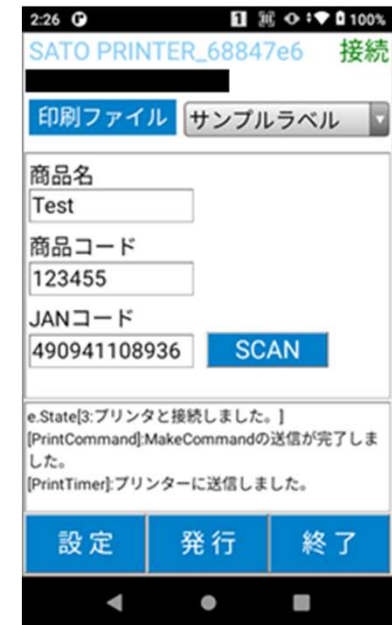 2:26 100%
SATO PRINTER_68847e6 接続
印刷ファイル サンプルラベル
商品名
Test
商品コード
123455
JANコード
490941108936 SCAN
e.State[3:プリンタと接続しました。]
[PrintCommand]:MakeCommandの送信が完了しま
した。
[PrintTimer]:プリンターに送信しました。
設定 発行 終了